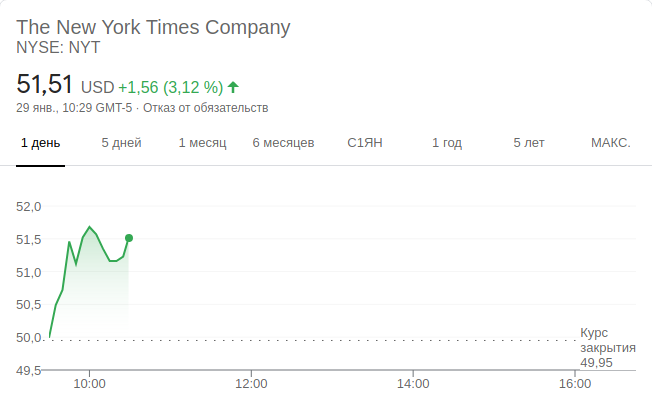 The New York Times Company
NYSE: NYT
51,51 USD +1,56 (3,12 %)
29 янв., 10:29 GMT-5 · Отказ от обязательств
1 день 5 дней 1 месяц 6 месяцев С1ЯН 1 год 5 лет МАКС.
52,0
51,5
51,0
50,5
50,0
Курс
закрытия
49,95
49,5
10:00 12:00 14:00 16:00